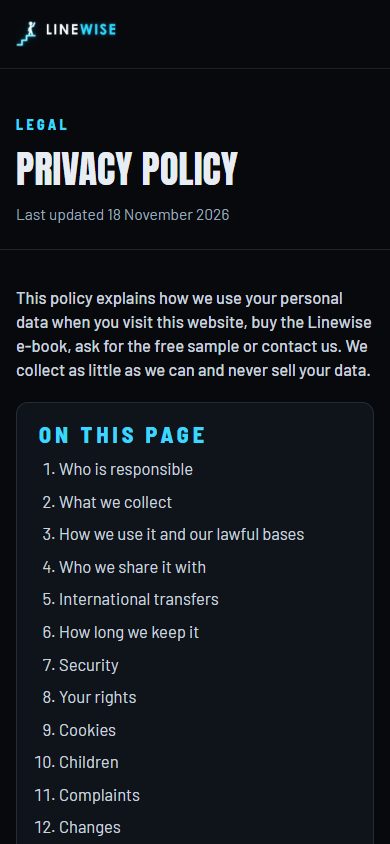 LINEWISE
LEGAL
PRIVACY POLICY
Last updated 18 November 2026
This policy explains how we use your personal
data when you visit this website, buy the Linewise
e-book, ask for the free sample or contact us. We
collect as little as we can and never sell your data.
ON THIS PAGE
1. Who is responsible
2. What we collect
3. How we use it and our lawful bases
4. Who we share it with
5. International transfers
6. How long we keep it
7. Security
8. Your rights
9. Cookies
10. Children
11. Complaints
12. Changes